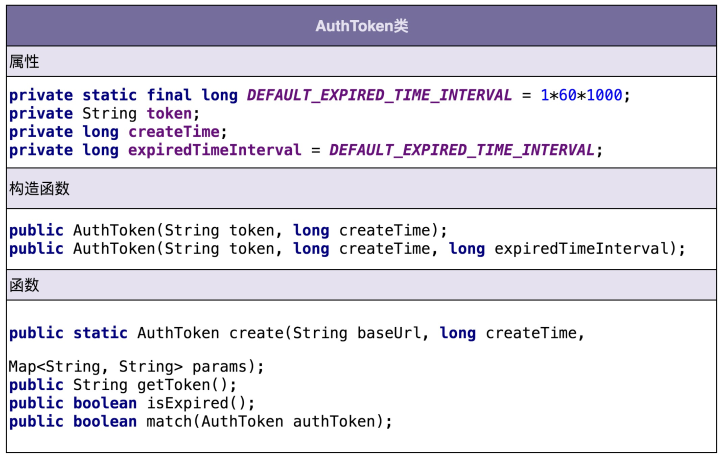 AuthToken类
属性
private static final long DEFAULT_EXPIRED_TIME_INTERVAL = 1*60*1000;
private String token;
private long createTime;
private long expiredTimeInterval = DEFAULT_EXPIRED_TIME_INTERVAL;
构造函数
public AuthToken(String token, long createTime);
public AuthToken(String token, long createTime, long expiredTimeInterval);
函数
public static AuthToken create(String baseUrl, long createTime,
Map<String, String> params);
public String getToken();
public boolean isExpired();
public boolean match(AuthToken authToken);